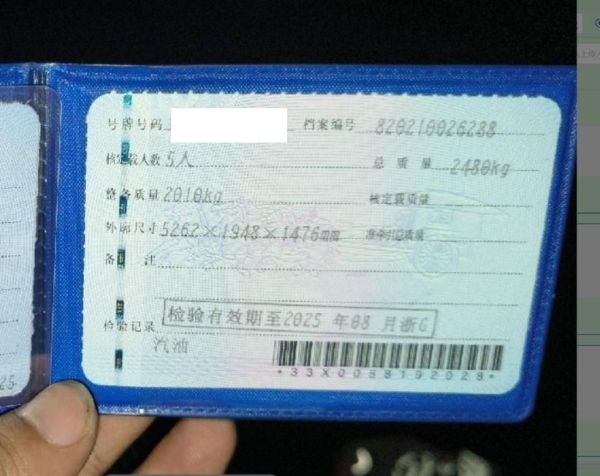 号牌号码 档案编号 820210026288
核定载人数 5人 总质量 2480kg
整备质量 2010kg 核定载质量
外廓尺寸 5262×1948×1476mm 准牵引总质量
备注
检验有效期至2025 年08 月浙G
检验记录
汽油
*33X0058192028*
25